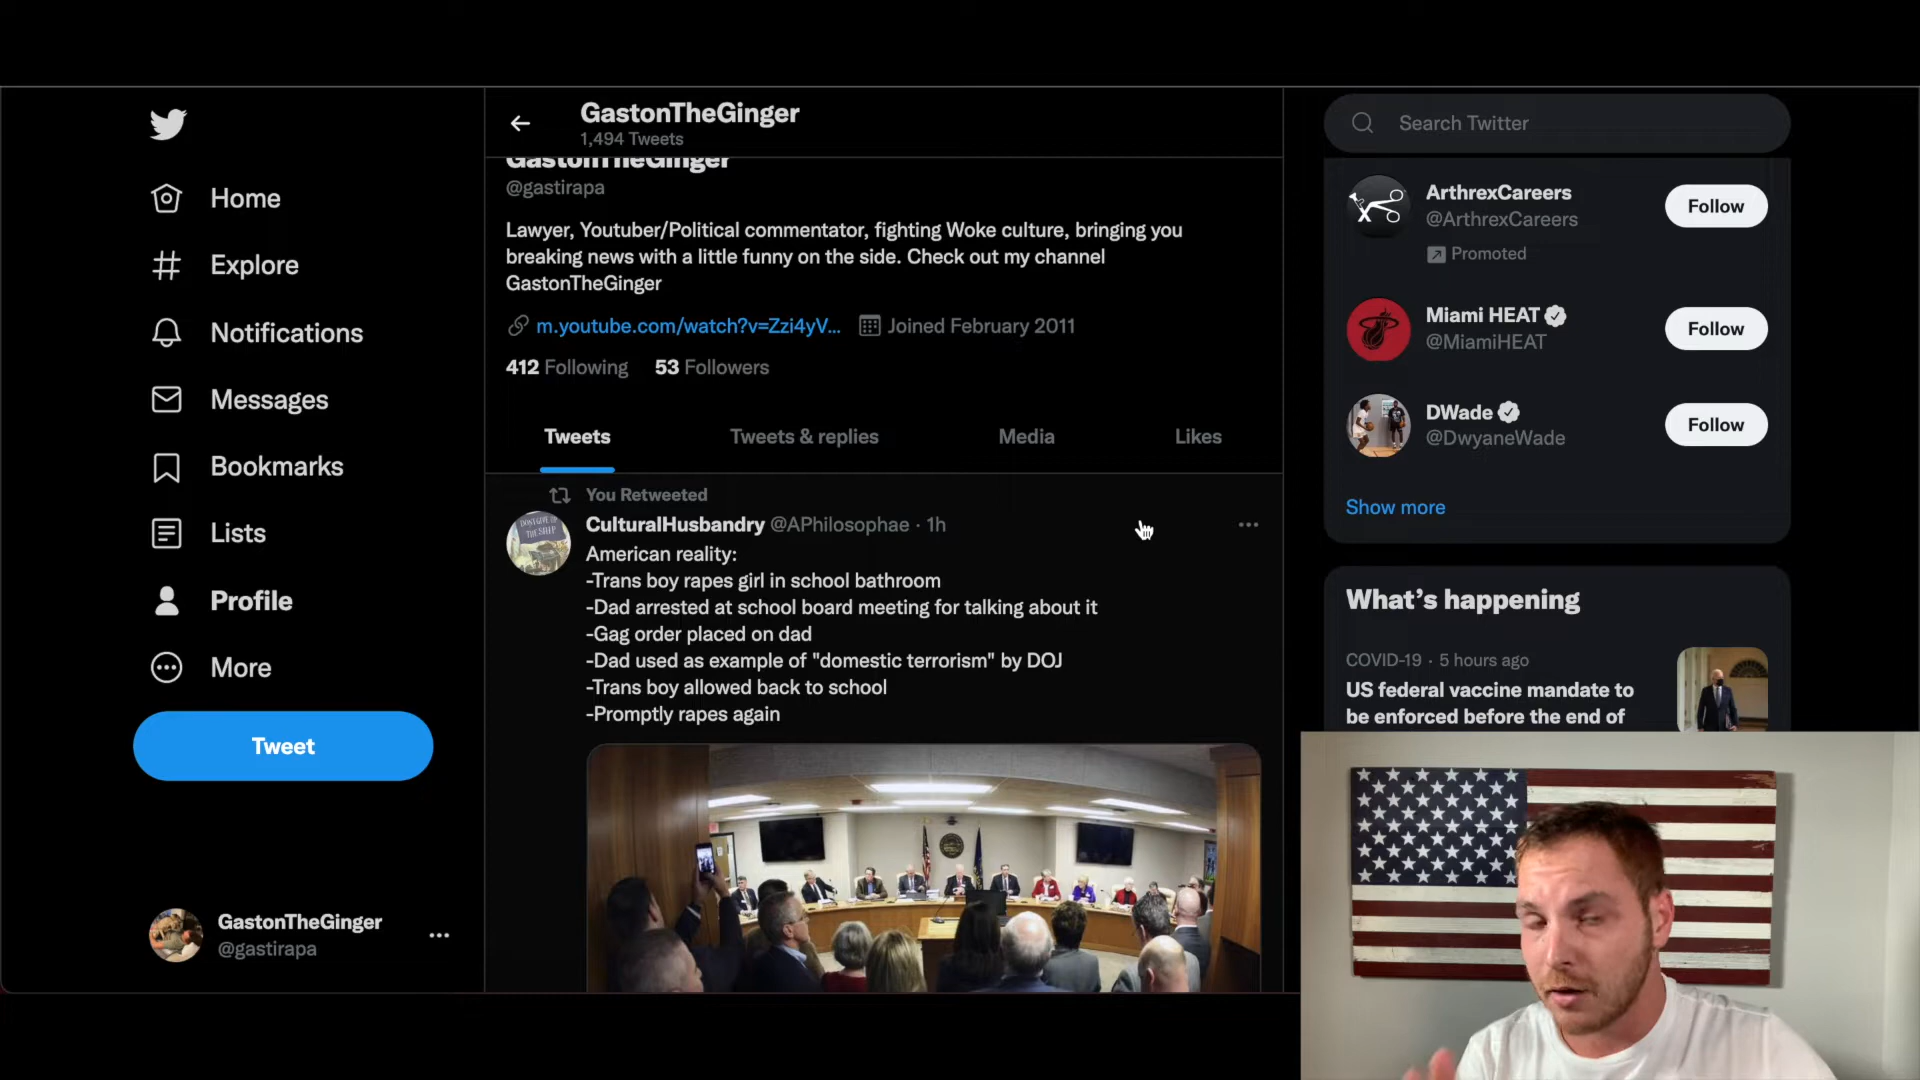 Home
Explore
Notifications
Messages
Bookmarks
Lists
Profile
More
Tweet
GastonTheGinger
@gastirapa
GastonTheGinger
1,494 Tweets
GastonTheGinger
@gastirapa
Lawyer, Youtuber/Political commentator, fighting Woke culture, bringing you
breaking news with a little funny on the side. Check out my channel
GastonTheGinger
m.youtube.com/watch?v=Zzi4yV... Joined February 2011
412 Following 53 Followers
Tweets Tweets & replies Media Likes
You Retweeted
CulturalHusbandry @APhilosophae · 1h
American reality:
-Trans boy rapes girl in school bathroom
-Dad arrested at school board meeting for talking about it
-Gag order placed on dad
-Dad used as example of "domestic terrorism" by DOJ
-Trans boy allowed back to school
-Promptly rapes again
Search Twitter
ArthrexCareers
@ArthrexCareers
Promoted
Follow
Miami HEAT
@MiamiHEAT
Follow
DWade
@DwyaneWade
Follow
Show more
What's happening
COVID-19 · 5 hours ago
US federal vaccine mandate to
be enforced before the end of